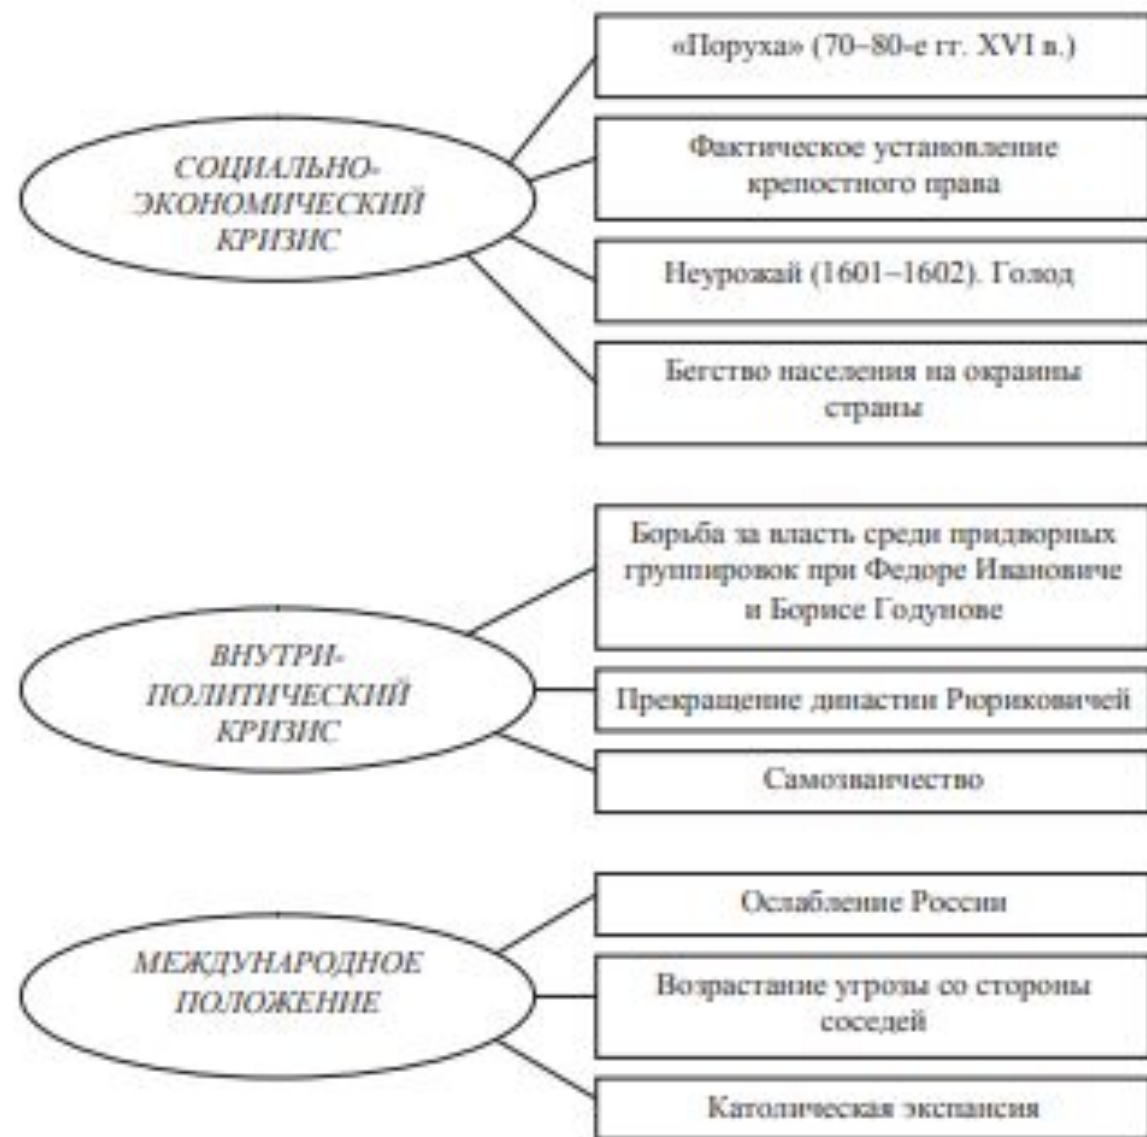 СОЦИАЛЬНО-
ЭКОНОМИЧЕСКИЙ
КРИЗИС
«Поруха» (70–80-е гг. XVI в.)
Фактическое установление
крепостного права
Неурожай (1601–1602). Голод
Бегство населения на окраины
страны
ВНУТРИ-
ПОЛИТИЧЕСКИЙ
КРИЗИС
Борьба за власть среди придворных
группировок при Федоре Ивановиче
и Борисе Годунове
Прекращение династии Рюриковичей
Самозванчество
МЕЖДУНАРОДНОЕ
ПОЛОЖЕНИЕ
Ослабление России
Возрастание угрозы со стороны
соседей
Католическая экспансия